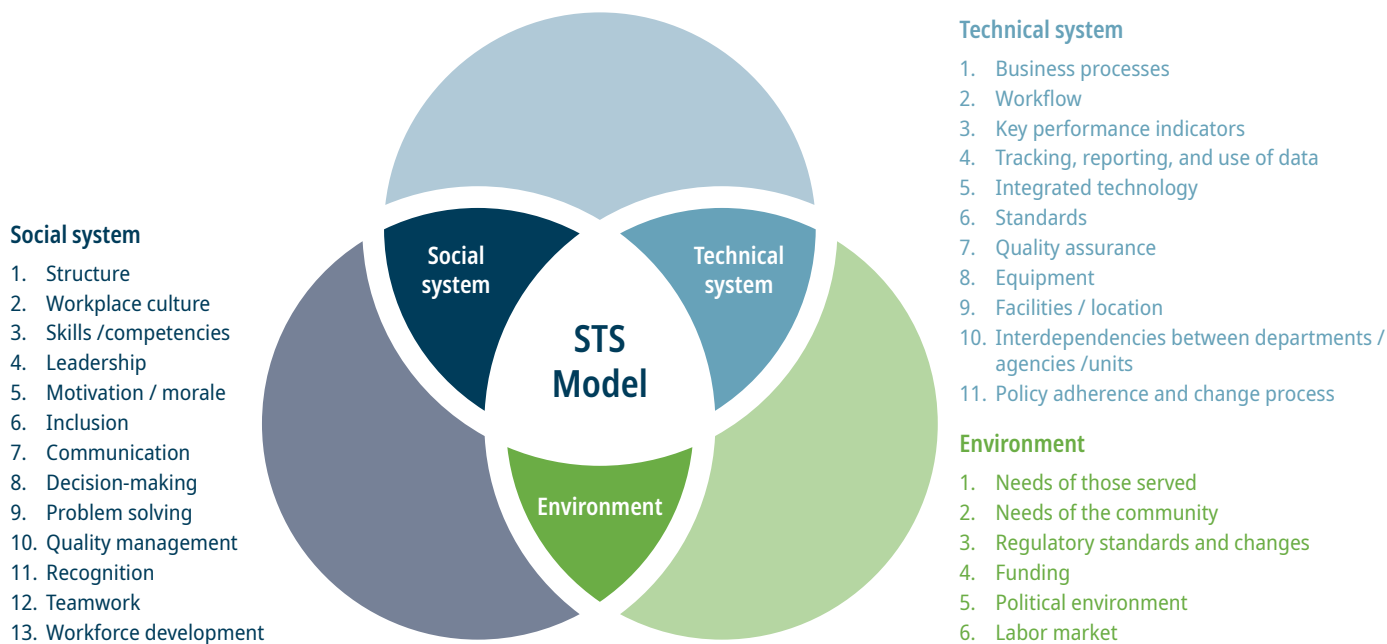 Social system
1. Structure
2. Workplace culture
3. Skills /competencies
4. Leadership
5. Motivation / morale
6. Inclusion
7. Communication
8. Decision-making
9. Problem solving
10. Quality management
11. Recognition
12. Teamwork
13. Workforce development
Social
system
Technical
system
STS
Model
Environment
Technical system
1. Business processes
2. Workflow
3. Key performance indicators
4. Tracking, reporting, and use of data
5. Integrated technology
6. Standards
7. Quality assurance
8. Equipment
9. Facilities / location
10. Interdependencies between departments /
agencies /units
11. Policy adherence and change process
Environment
1. Needs of those served
2. Needs of the community
3. Regulatory standards and changes
4. Funding
5. Political environment
6. Labor market